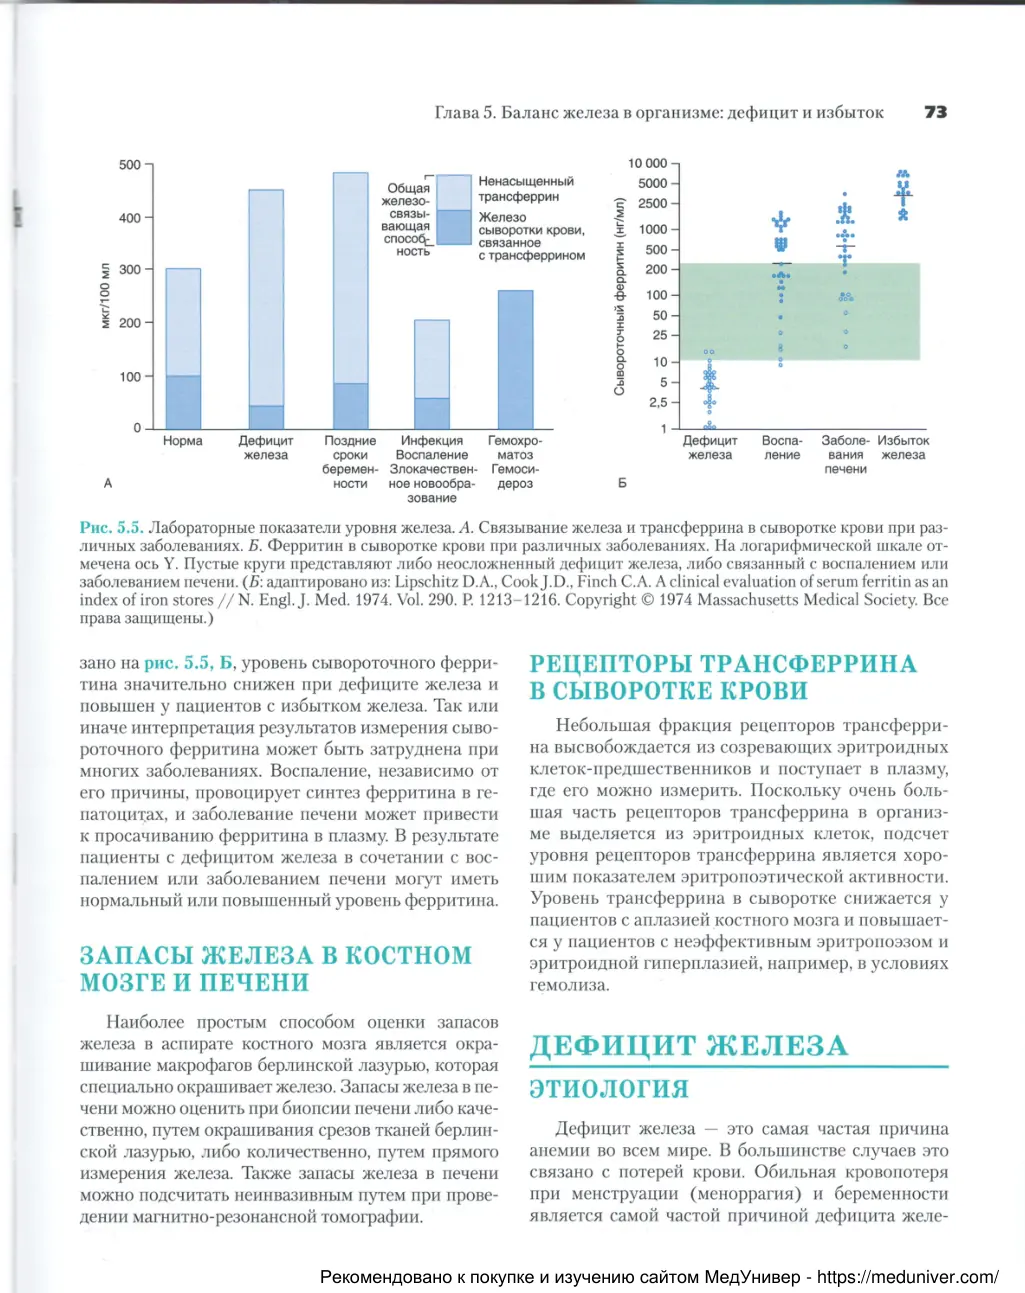 Глава 5. Баланс железа в организме: дефицит и избыток 73
500
400
300
200
100
0
мкг/100 мл
Общая
железо-
связы-
вающая
способ-
ность
Ненасыщенный
трансферрин
Железо
сыворотки крови,
связанное
с трансферрином
Норма
Дефицит
железа
Поздние
сроки
беремен-
ности
Инфекция
Воспаление
Злокачествен-
ное новообра-
зование
Гемохро-
матоз
Гемоси-
дероз
А
10 000
5000
2500
1000
500
200
100
50
25
10
5
2,5
1
Сывороточный ферритин (нг/мл)
Дефицит
железа
Воспа-
ление
Заболе-
вания
печени
Избыток
железа
Б
Рис. 5.5. Лабораторные показатели уровня железа. А. Связывание железа и трансферрина в сыворотке крови при раз-
личных заболеваниях. Б. Ферритин в сыворотке крови при различных заболеваниях. На логарифмической шкале от-
мечена ось Y. Пустые круги представляют либо неосложненный дефицит железа, либо связанный с воспалением или
заболеванием печени. (Б: адаптировано из: Lipschitz D.A., Cook J.D., Finch C.A. A clinical evaluation of serum ferritin as an
index of iron stores // N. Engl. J. Med. 1974. Vol. 290. P. 1213–1216. Copyright © 1974 Massachusetts Medical Society. Все
права защищены.)
зано на рис. 5.5, Б, уровень сывороточного ферри-
тина значительно снижен при дефиците железа и
повышен у пациентов с избытком железа. Так или
иначе интерпретация результатов измерения сыво-
роточного ферритина может быть затруднена при
многих заболеваниях. Воспаление, независимо от
его причины, провоцирует синтез ферритина в ге-
патоцитах, и заболевание печени может привести
к просачиванию ферритина в плазму. В результате
пациенты с дефицитом железа в сочетании с вос-
палением или заболеванием печени могут иметь
нормальный или повышенный уровень ферритина.
ЗАПАСЫ ЖЕЛЕЗА В КОСТНОМ
МОЗГЕ И ПЕЧЕНИ
Наиболее простым способом оценки запасов
железа в аспирате костного мозга является окра-
шивание макрофагов берлинской лазурью, которая
специально окрашивает железо. Запасы железа в пе-
чени можно оценить при биопсии печени либо каче-
ственно, путем окрашивания срезов тканей берлин-
ской лазурью, либо количественно, путем прямого
измерения железа. Также запасы железа в печени
можно подсчитать неинвазивным путем при прове-
дении магнитно-резонансной томографии.
РЕЦЕПТОРЫ ТРАНСФЕРРИНА
В СЫВОРОТКЕ КРОВИ
Небольшая фракция рецепторов трансферри-
на высвобождается из созревающих эритроидных
клеток-предшественников и поступает в плазму,
где его можно измерить. Поскольку очень боль-
шая часть рецепторов трансферрина в организ-
ме выделяется из эритроидных клеток, подсчет
уровня рецепторов трансферрина является хоро-
шим показателем эритропоэтической активности.
Уровень трансферрина в сыворотке снижается у
пациентов с аплазией костного мозга и повышает-
ся у пациентов с неэффективным эритропоэзом и
эритроидной гиперплазией, например, в условиях
гемолиза.
ДЕФИЦИТ ЖЕЛЕЗА
ЭТИОЛОГИЯ
Дефицит железа — это самая частая причина
анемии во всем мире. В большинстве случаев это
связано с потерей крови. Обильная кровопотеря
при менструации (меноррагия) и беременности
является самой частой причиной дефицита желе-
Рекомендовано к покупке и изучению сайтом МедУнивер - https://meduniver.com/